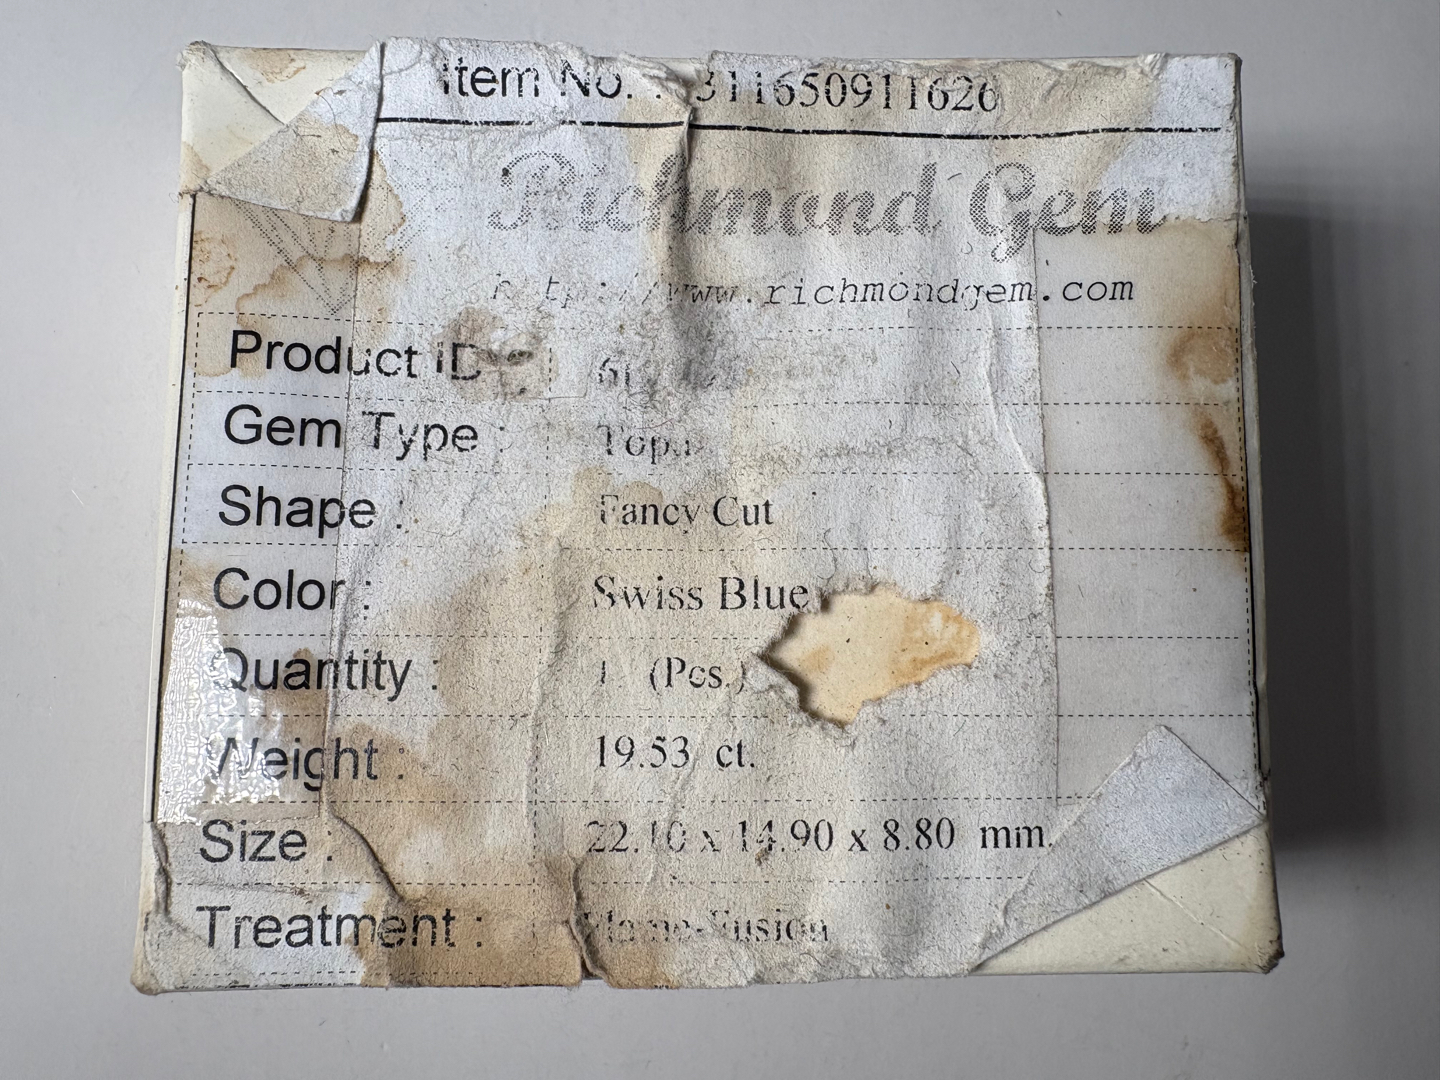 Item No. : 311650911626
Richmond Gem
http://www.richmondgem.com
Product ID :
Gem Type :
Shape : Fancy Cut
Color : Swiss Blue
Quantity : 1 (Pcs.)
Weight : 19.53 ct.
Size : 22.10 x 14.90 x 8.80 mm.
Treatment :